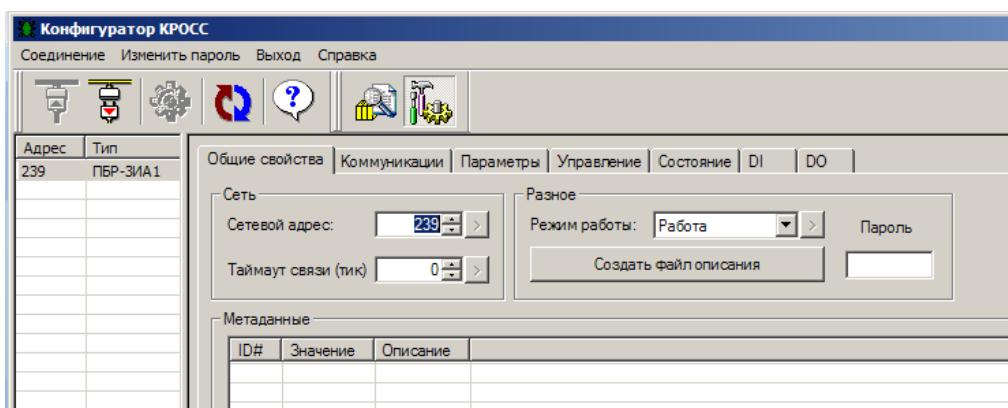 Конфигуратор КРОСС
Соединение Изменить пароль Выход Справка
Адрес Тип
239 ПБР-3ИА1
Общие свойства Коммуникации Параметры Управление Состояние DI DO
Сеть
Сетевой адрес: 239
Таймаут связи (тик) 0
Разное
Режим работы: Работа
Пароль
Создать файл описания
Метаданные
ID# Значение Описание